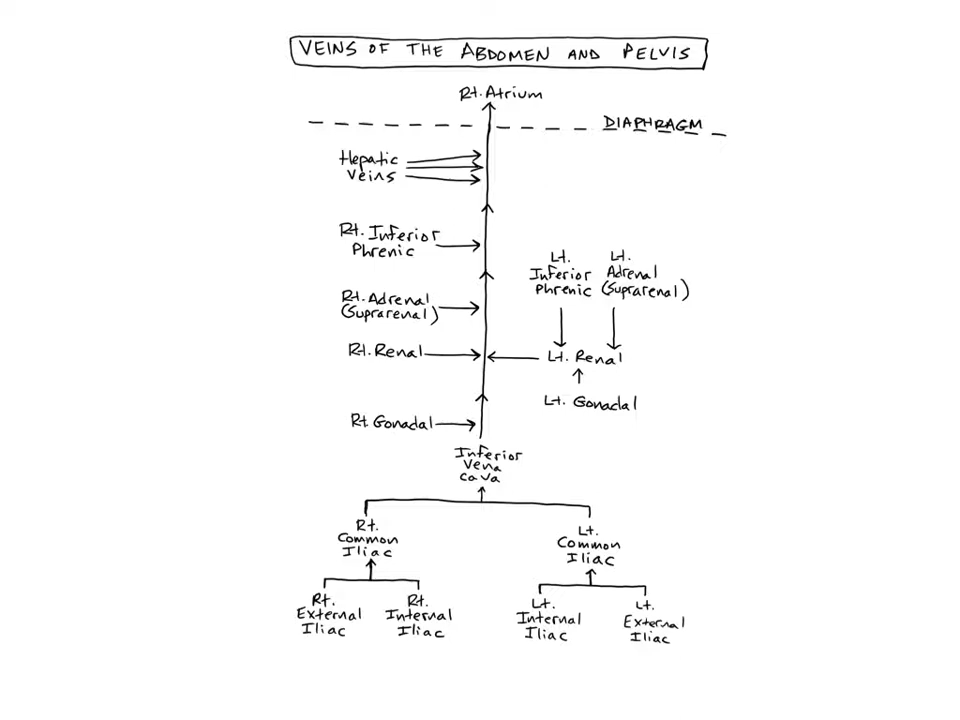 VEINS OF THE ABDOMEN AND PELVIS
Rt. Atrium
DIAPHRAGM
Hepatic
Veins
Rt. Inferior
Phrenic
Lt.
Inferior
Phrenic
Lt.
Adrenal
(Suprarenal)
Rt. Adrenal
(Suprarenal)
Rt. Renal
Lt. Renal
Lt. Gonadal
Rt Gonadal
Inferior
Vena
Cava
Rt.
Common
Iliac
Lt.
Common
Iliac
Rt.
External
Iliac
Rt.
Internal
Iliac
Lt.
Internal
Iliac
Lt.
External
Iliac